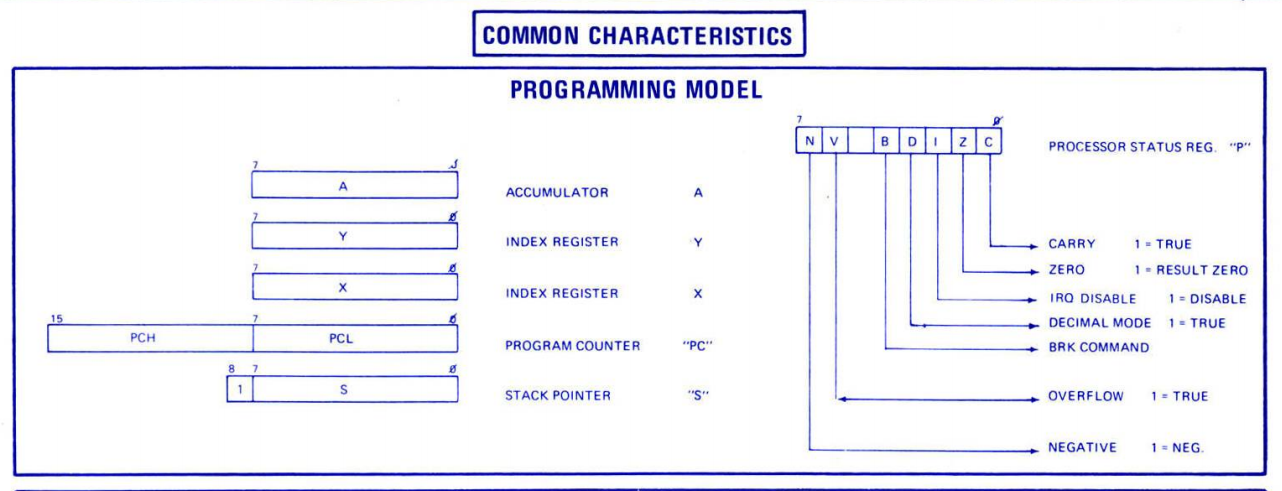 COMMON CHARACTERISTICS
PROGRAMMING MODEL
7 Ø
N V B D I Z C
PROCESSOR STATUS REG. "P"
7
A
ACCUMULATOR A
7 Ø
Y
INDEX REGISTER Y
7 Ø
X
INDEX REGISTER X
15 7 Ø
PCH PCL
PROGRAM COUNTER "PC"
8 7 Ø
1 S
STACK POINTER "S"
CARRY 1 = TRUE
ZERO 1 = RESULT ZERO
IRQ DISABLE 1 = DISABLE
DECIMAL MODE 1 = TRUE
BRK COMMAND
OVERFLOW 1 = TRUE
NEGATIVE 1 = NEG.